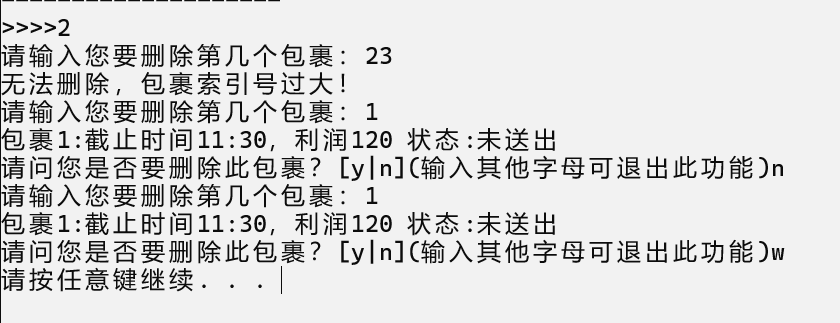 >>>>2
请输入您要删除第几个包裹：23
无法删除，包裹索引号过大！
请输入您要删除第几个包裹：1
包裹1:截止时间11:30，利润120 状态:未送出
请问您是否要删除此包裹？[y|n](输入其他字母可退出此功能)n
请输入您要删除第几个包裹：1
包裹1:截止时间11:30，利润120 状态:未送出
请问您是否要删除此包裹？[y|n](输入其他字母可退出此功能)w
请按任意键继续. . .